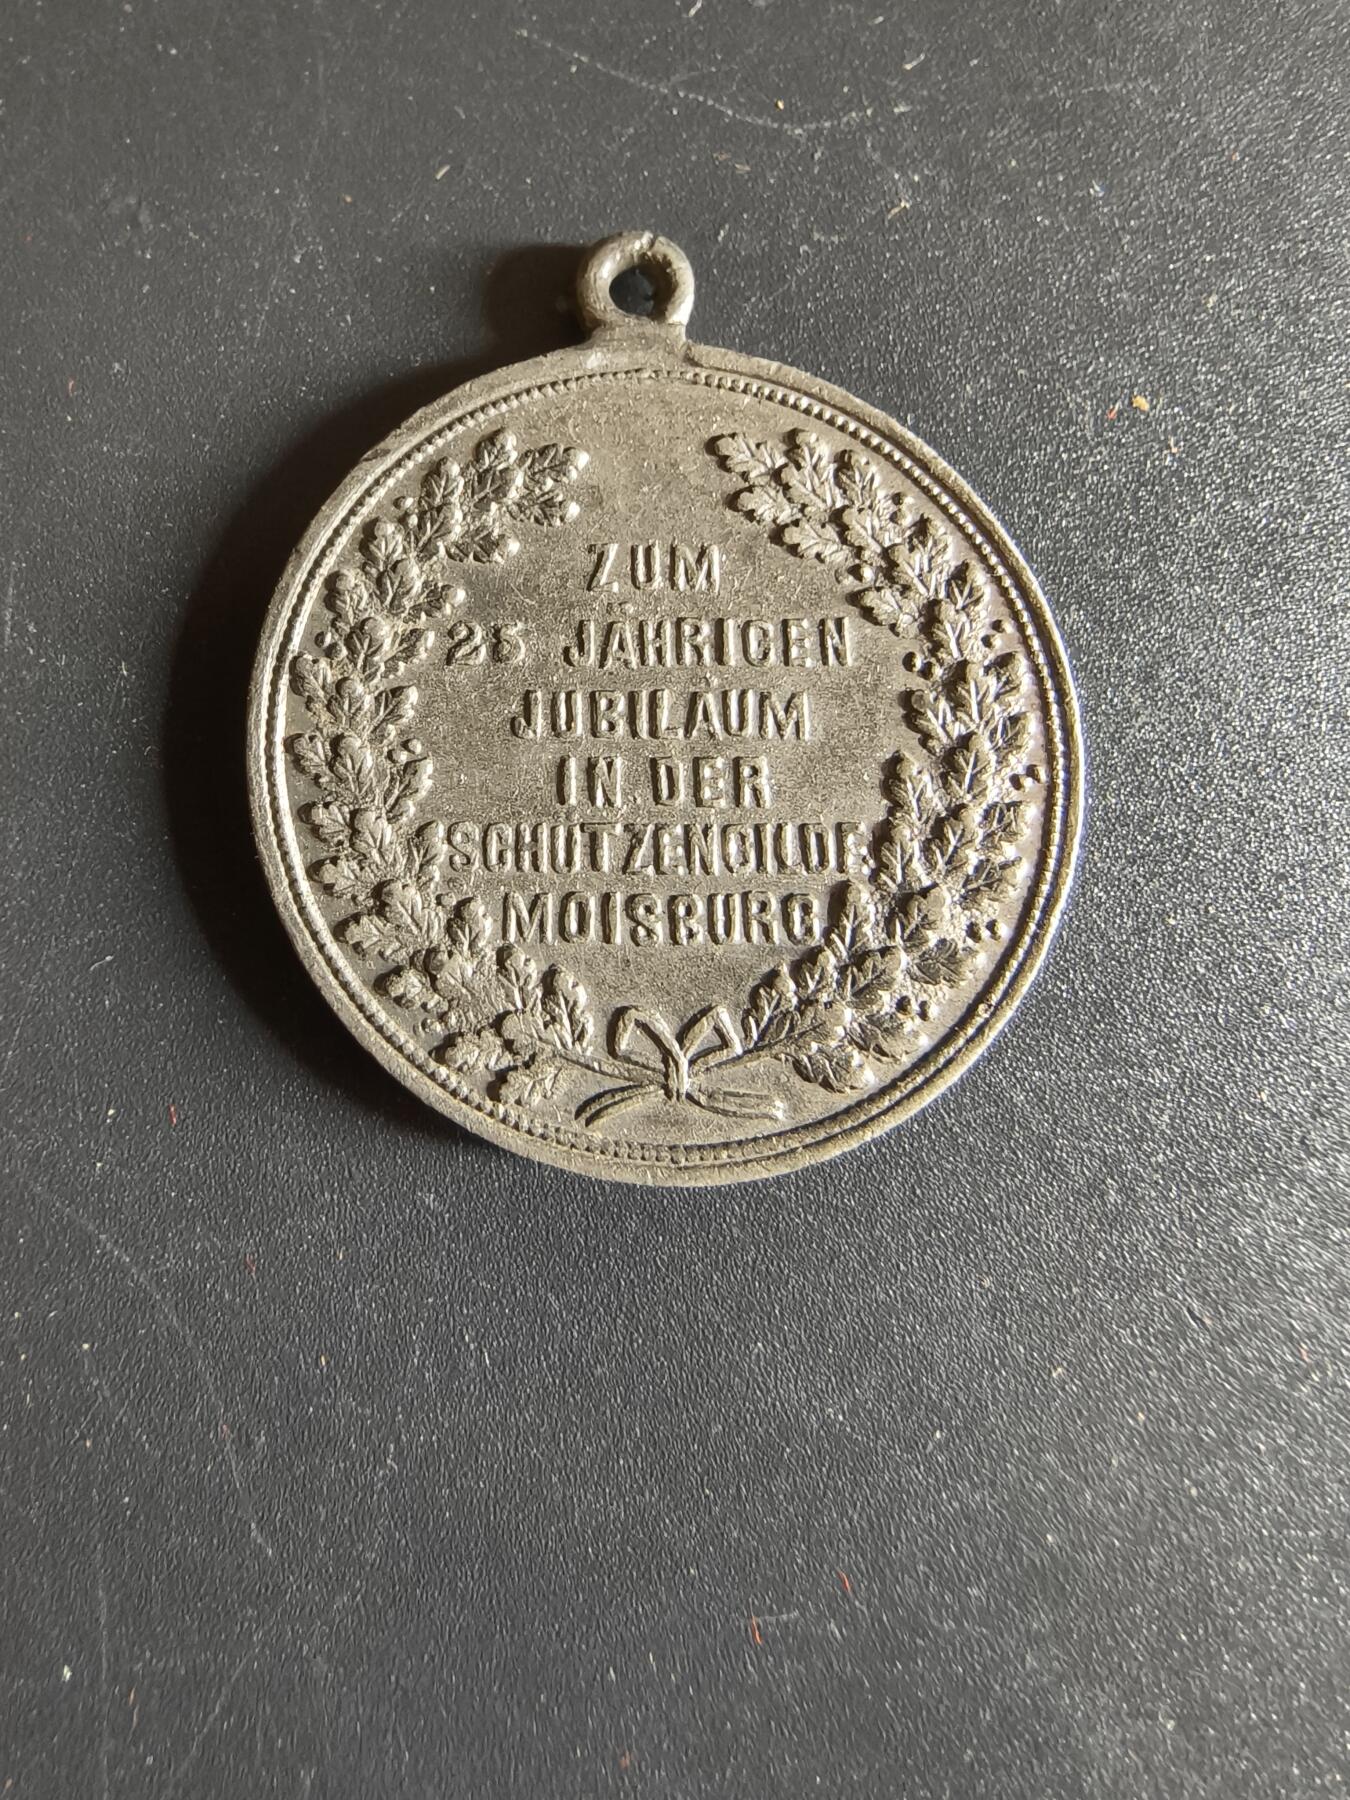 ZUM
25 JÄHRIGEN
JUBILÄUM
IN DER
SCHÜTZENGILDE
MOISBURG